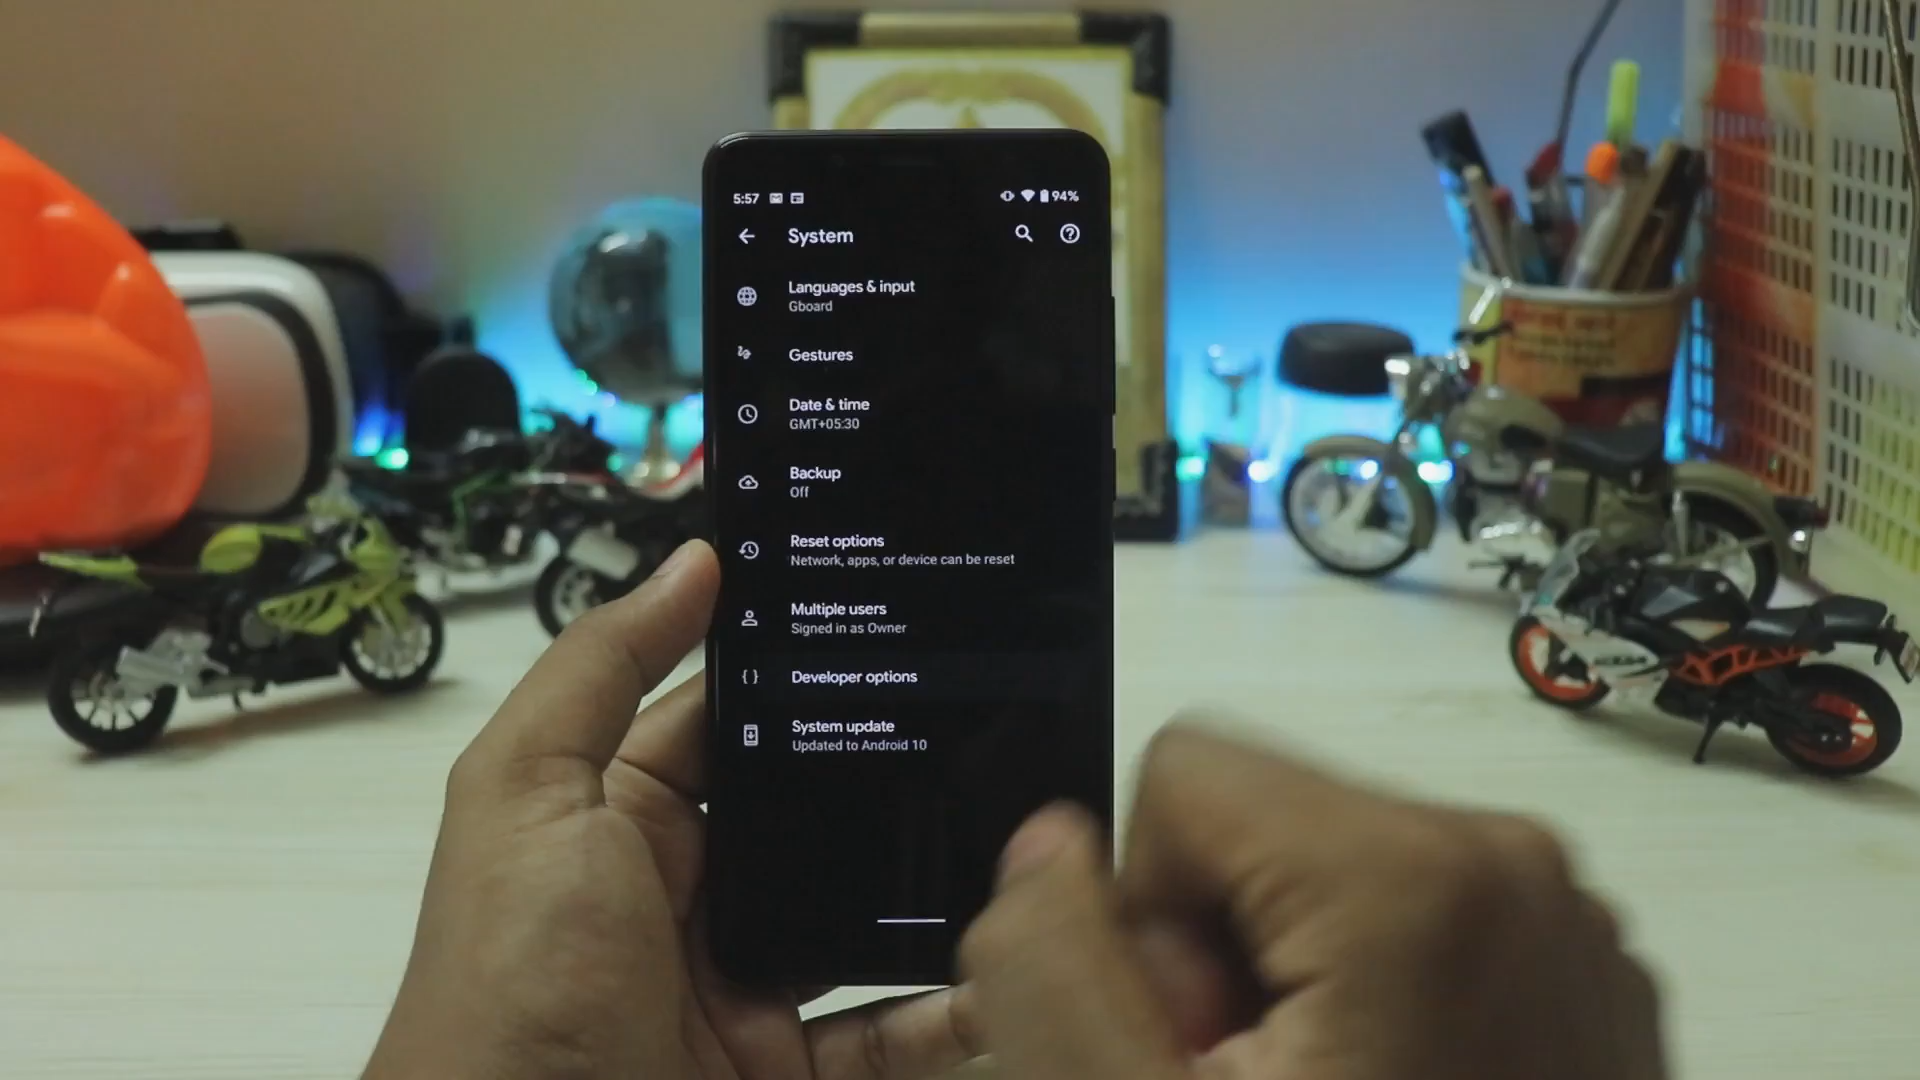 5:57
94%
System
Languages & input
Gboard
Gestures
Date & time
GMT+05:30
Backup
Off
Reset options
Network, apps, or device can be reset
Multiple users
Signed in as Owner
{ } Developer options
System update
Updated to Android 10